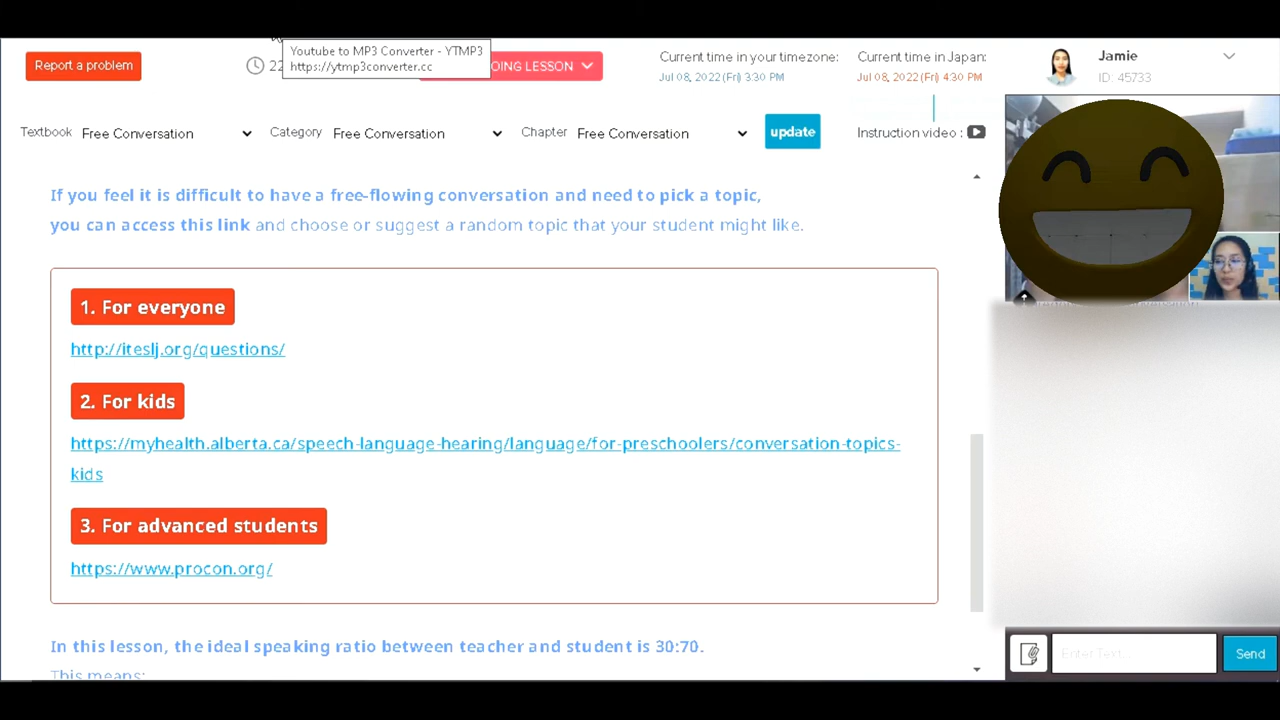 Youtube to MP3 Converter - YTMP3
https://ytmp3converter.cc
Report a problem
22
OING LESSON
Current time in your timezone:
Jul 08, 2022 (Fri) 3:30 PM
Current time in Japan:
Jul 08, 2022 (Fri) 4:30 PM
Jamie
ID: 45733
Textbook Free Conversation Category Free Conversation Chapter Free Conversation update Instruction video :
If you feel it is difficult to have a free-flowing conversation and need to pick a topic,
you can access this link and choose or suggest a random topic that your student might like.
1. For everyone
http://iteslj.org/questions/
2. For kids
https://myhealth.alberta.ca/speech-language-hearing/language/for-preschoolers/conversation-topics-
kids
3. For advanced students
https://www.procon.org/
In this lesson, the ideal speaking ratio between teacher and student is 30:70.
This means:
Enter Text...
Send